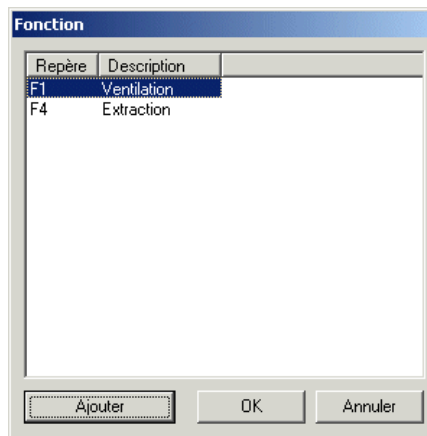 Fonction
Repère Description
F1 Ventilation
F4 Extraction
Ajouter OK Annuler